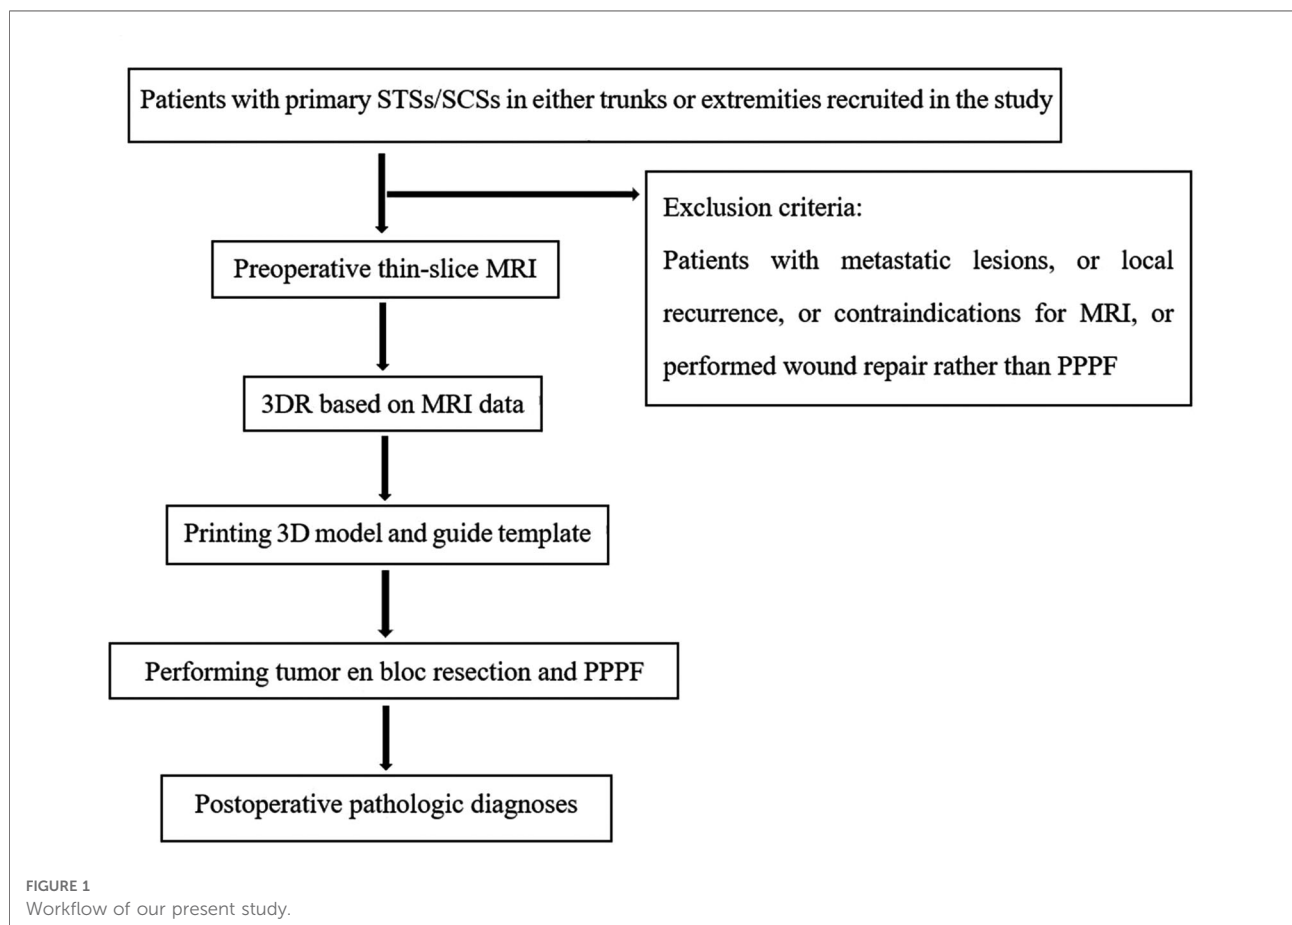 Patients with primary STSs/SCSs in either trunks or extremities recruited in the study
Exclusion criteria:
Patients with metastatic lesions, or local
recurrence, or contraindications for MRI, or
performed wound repair rather than PPPF
Preoperative thin-slice MRI
3DR based on MRI data
Printing 3D model and guide template
Performing tumor en bloc resection and PPPF
Postoperative pathologic diagnoses
FIGURE 1
Workflow of our present study.